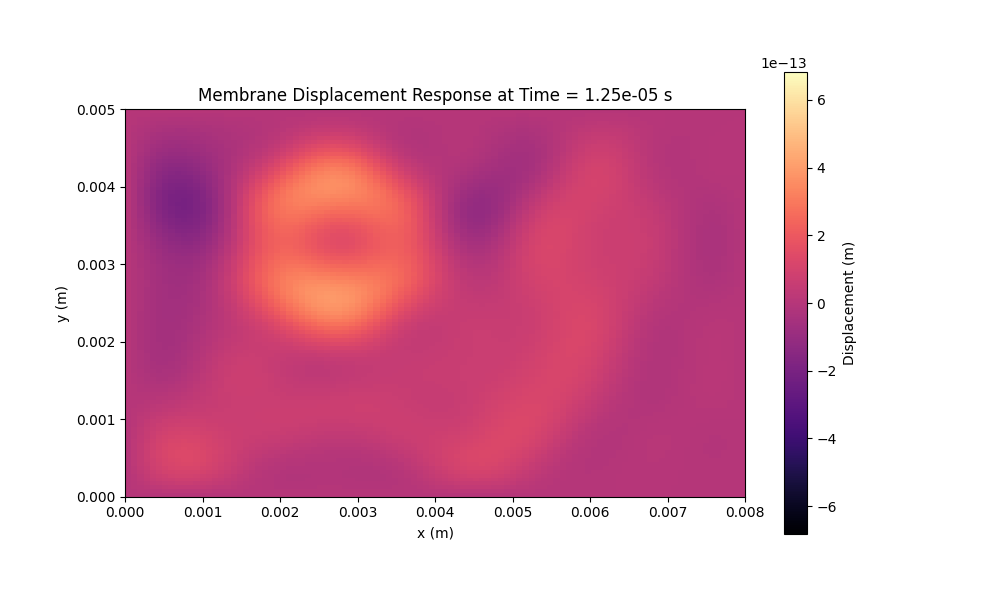 1e−13
Membrane Displacement Response at Time = 1.25e-05 s
0.005
0.004
0.003
0.002
0.001
0.000
y (m)
0.000 0.001 0.002 0.003 0.004 0.005 0.006 0.007 0.008
x (m)
6
4
2
0
−2
−4
−6
Displacement (m)